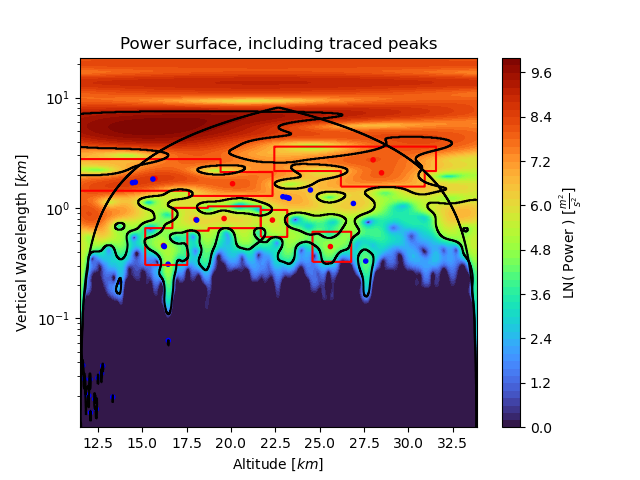 Power surface, including traced peaks
10¹
10⁰
10⁻¹
Vertical Wavelength [km]
12.5 15.0 17.5 20.0 22.5 25.0 27.5 30.0 32.5
Altitude [km]
9.6
8.4
7.2
6.0
4.8
3.6
2.4
1.2
0.0
LN( Power ) [m²/s²]